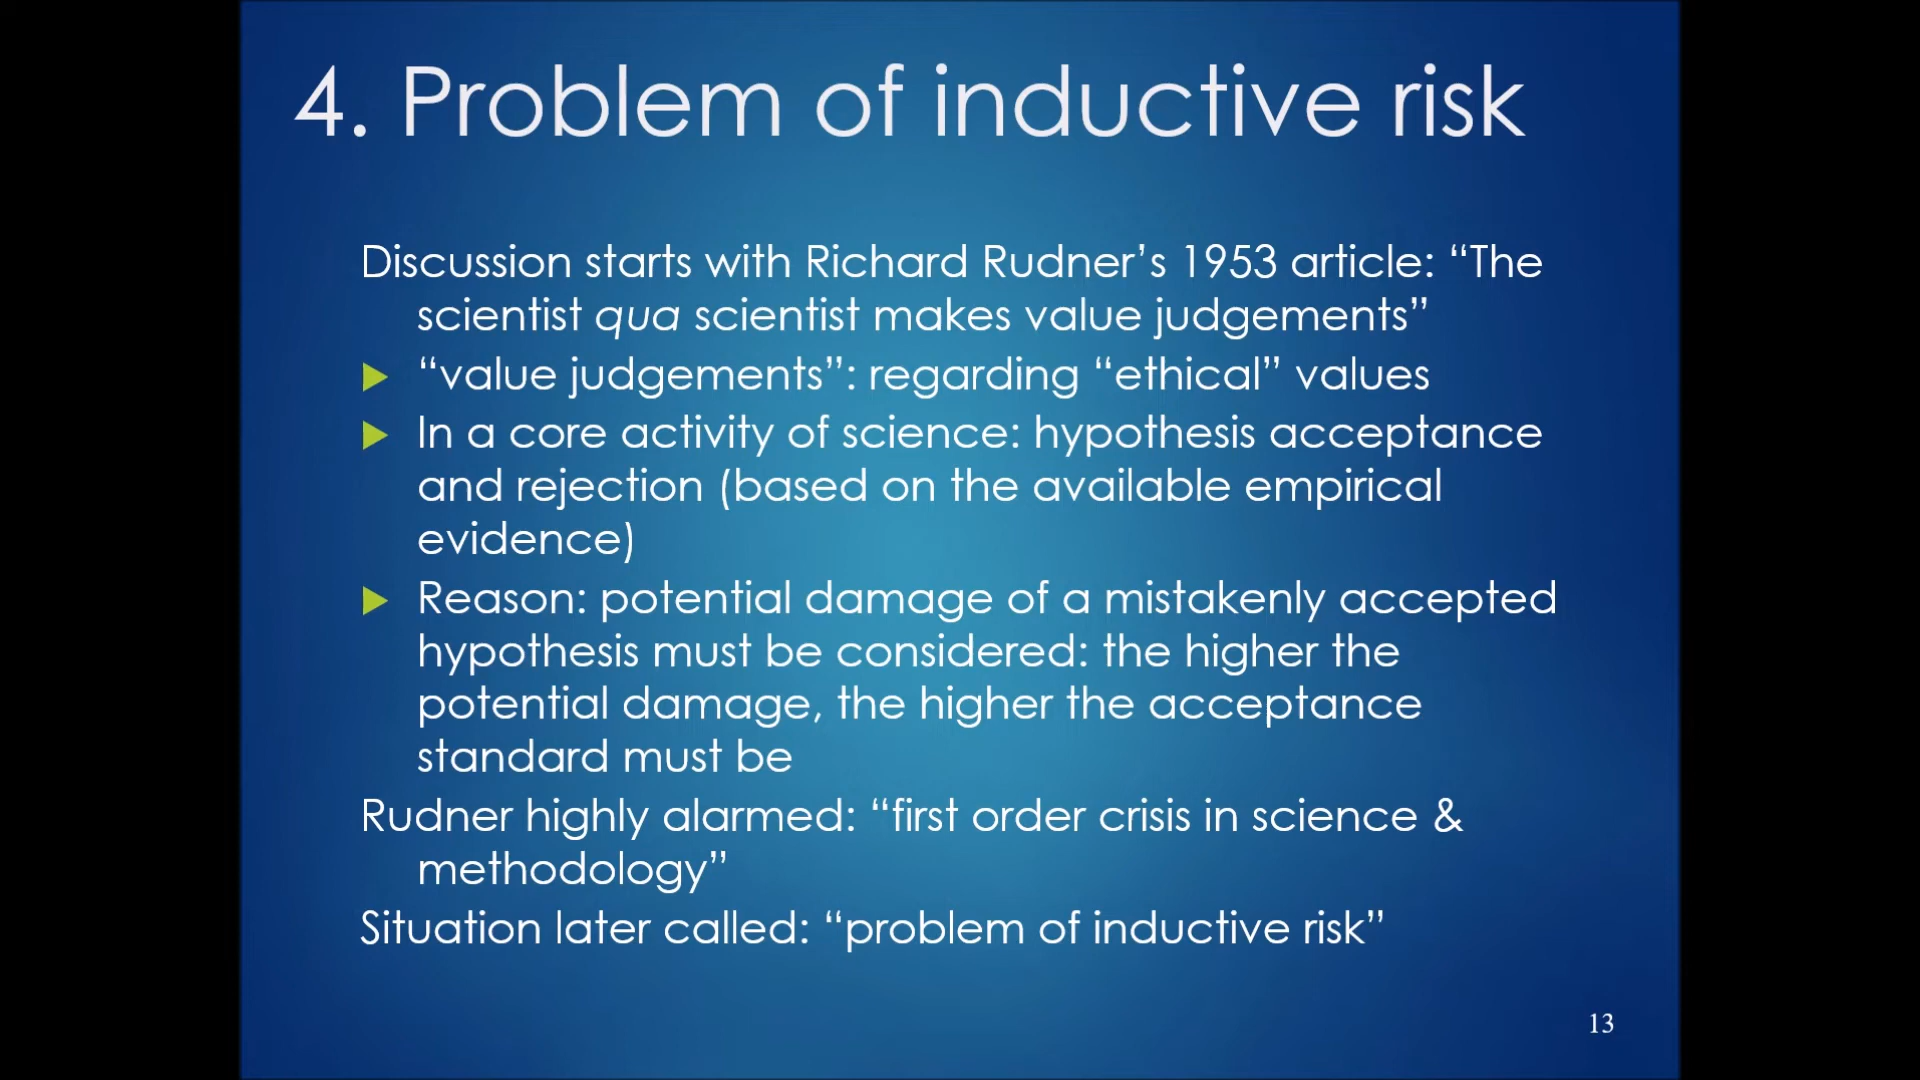 4. Problem of inductive risk
Discussion starts with Richard Rudner’s 1953 article: “The
scientist qua scientist makes value judgements”
“value judgements”: regarding “ethical” values
In a core activity of science: hypothesis acceptance
and rejection (based on the available empirical
evidence)
Reason: potential damage of a mistakenly accepted
hypothesis must be considered: the higher the
potential damage, the higher the acceptance
standard must be
Rudner highly alarmed: “first order crisis in science &
methodology”
Situation later called: “problem of inductive risk”
13